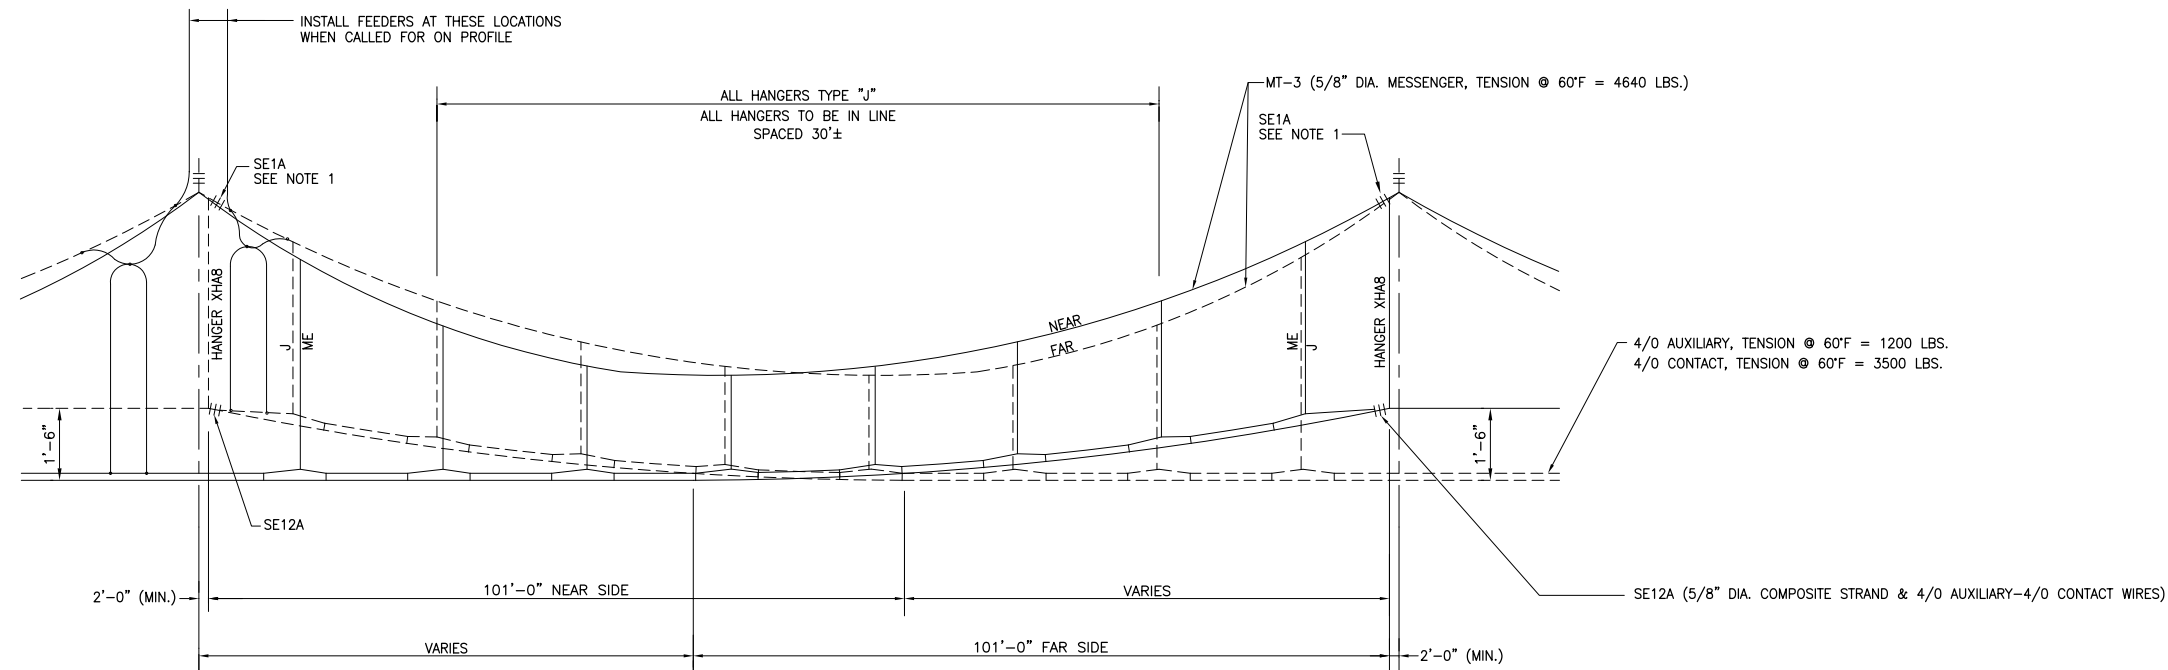 INSTALL FEEDERS AT THESE LOCATIONS
WHEN CALLED FOR ON PROFILE
ALL HANGERS TYPE "J"
ALL HANGERS TO BE IN LINE
SPACED 30'±
MT-3 (5/8" DIA. MESSENGER, TENSION @ 60°F = 4640 LBS.)
SE1A
SEE NOTE 1
SE1A
SEE NOTE 1
HANGER XHA8
J
ME
NEAR
FAR
ME
J
HANGER XHA8
4/0 AUXILIARY, TENSION @ 60°F = 1200 LBS.
4/0 CONTACT, TENSION @ 60°F = 3500 LBS.
1'-6"
1'-6"
SE12A
2'-0" (MIN.)
101'-0" NEAR SIDE
VARIES
SE12A (5/8" DIA. COMPOSITE STRAND & 4/0 AUXILIARY-4/0 CONTACT WIRES)
VARIES
101'-0" FAR SIDE
2'-0" (MIN.)